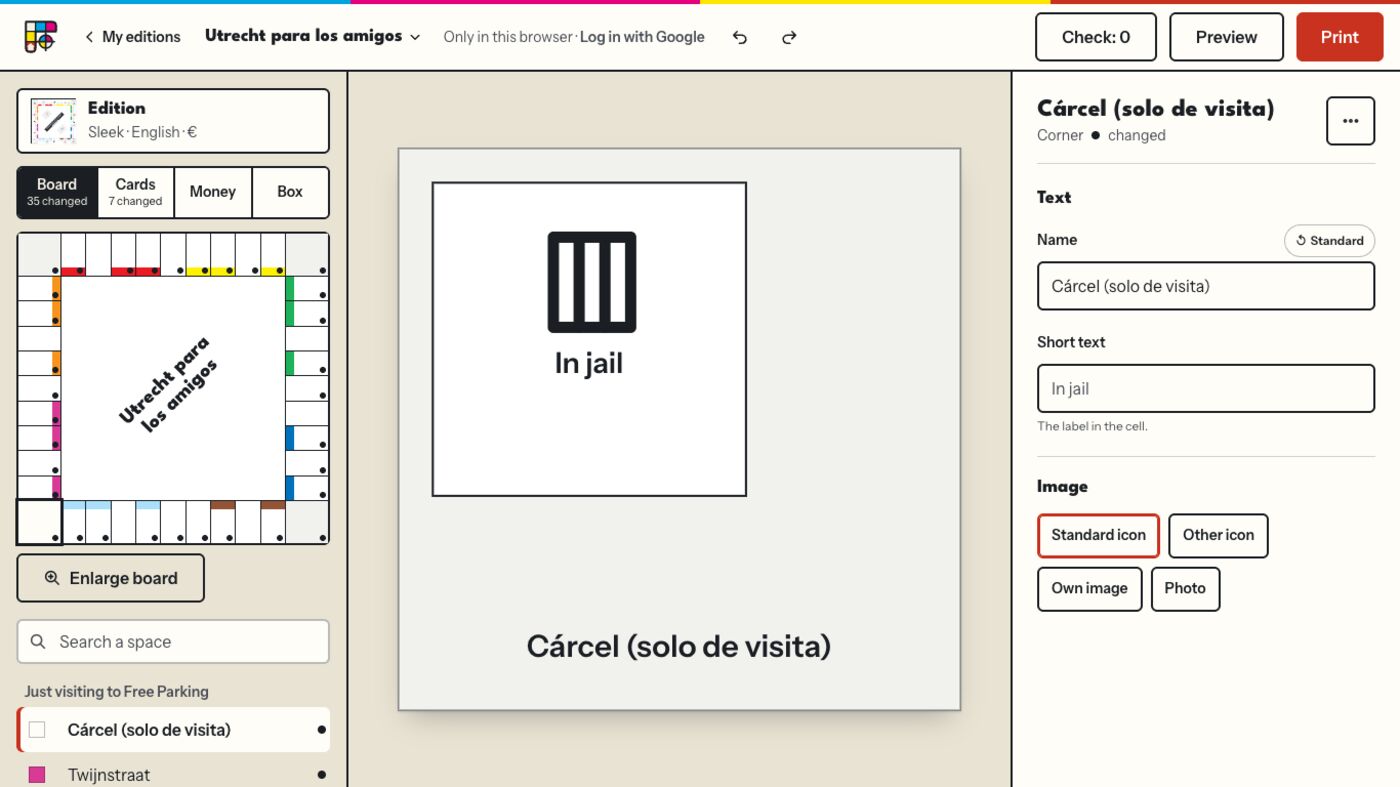 My editions
Utrecht para los amigos
Only in this browser · Log in with Google
Check: 0
Preview
Print
Edition
Sleek · English · €
Board
35 changed
Cards
7 changed
Money
Box
Utrecht para
los amigos
Enlarge board
Search a space
Just visiting to Free Parking
Cárcel (solo de visita)
Twijnstraat
In jail
Cárcel (solo de visita)
Cárcel (solo de visita)
Corner ● changed
Text
Name
Standard
Cárcel (solo de visita)
Short text
In jail
The label in the cell.
Image
Standard icon
Other icon
Own image
Photo